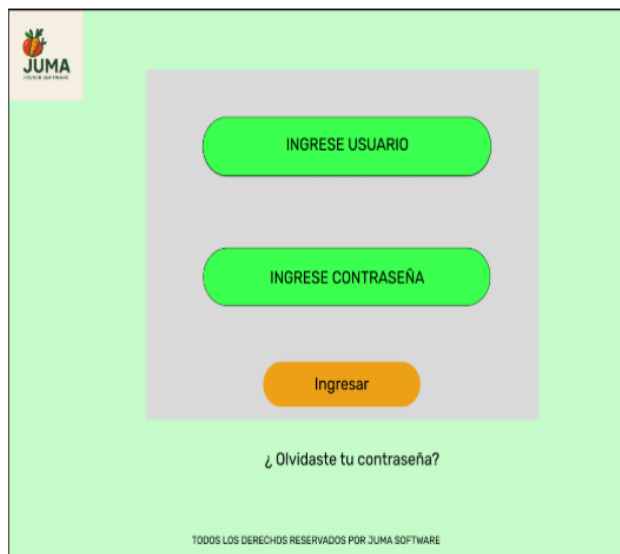 JUMA
INGRESE USUARIO
INGRESE CONTRASEÑA
Ingresar
¿ Olvidaste tu contraseña?
TODOS LOS DERECHOS RESERVADOS POR JUMA SOFTWARE